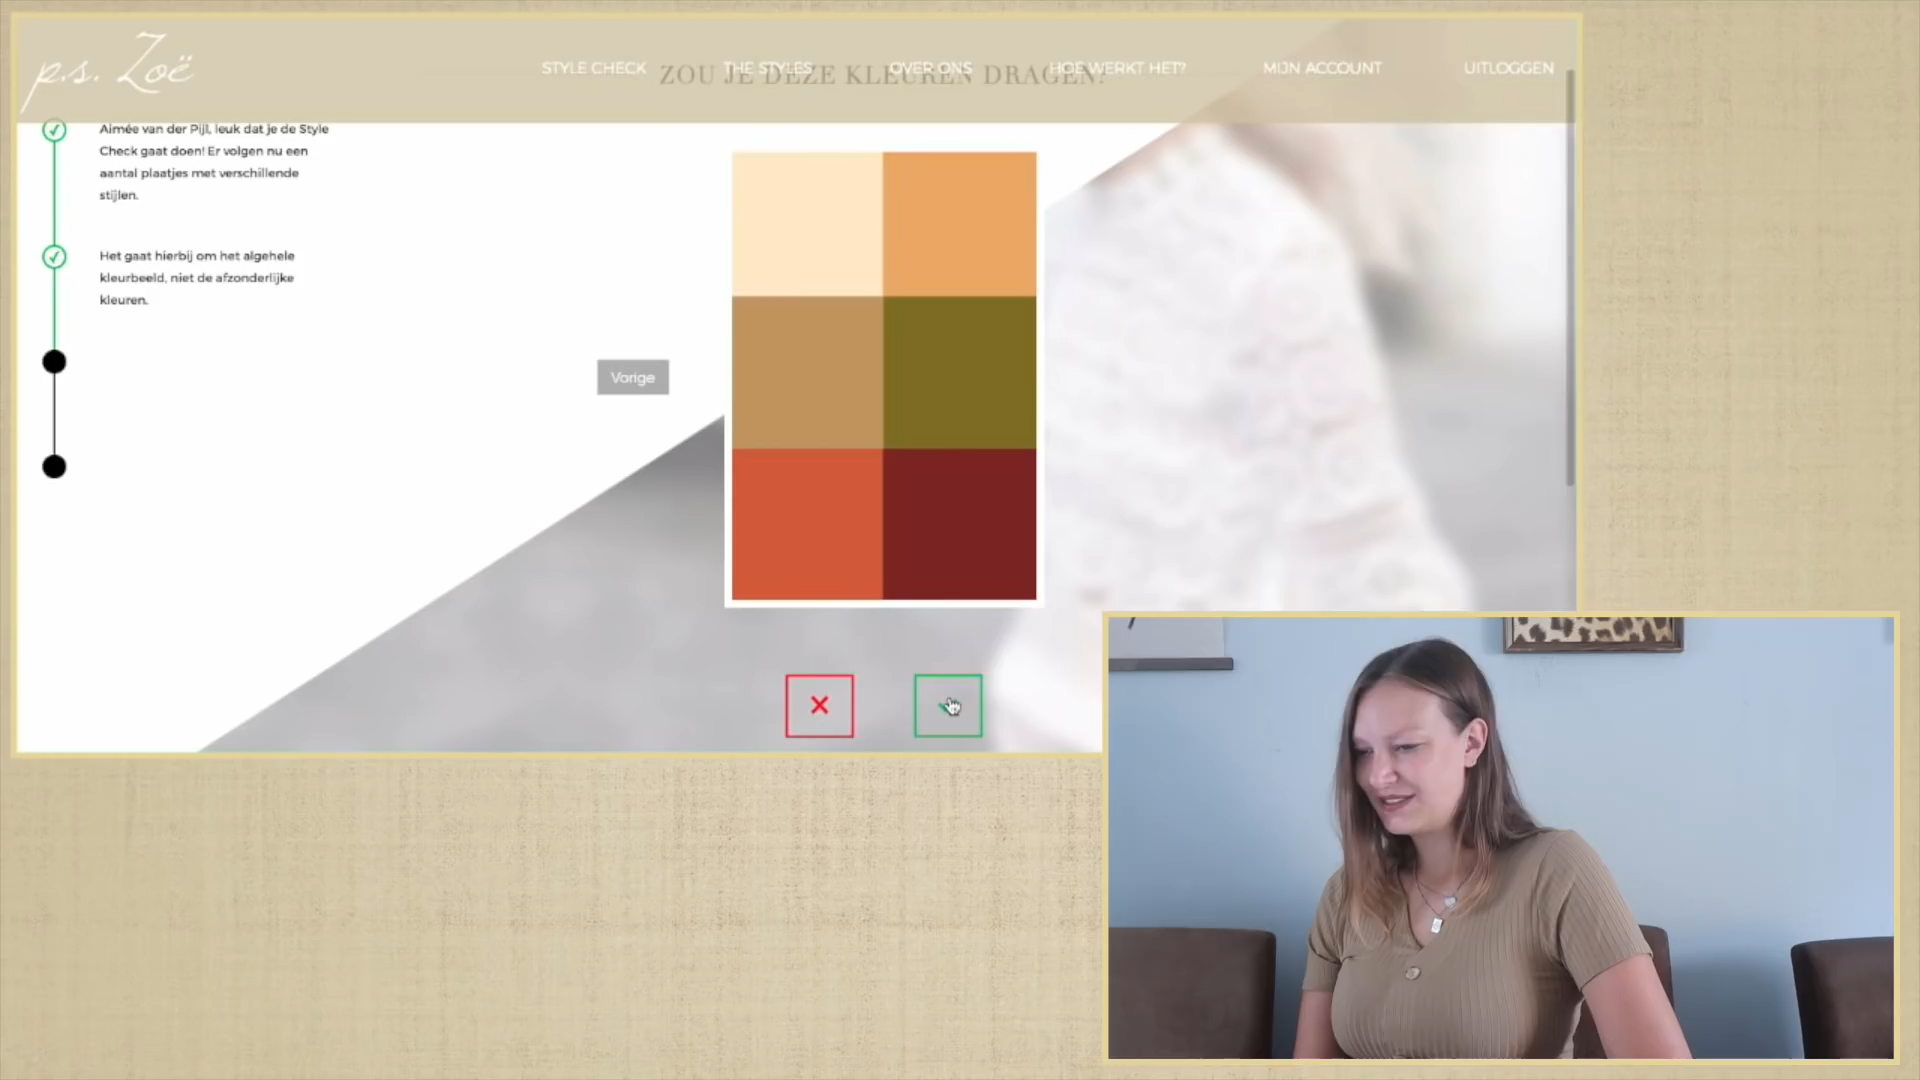 p.s. Zoë
STYLE CHECK
THE STYLES
OVER ONS
HOE WERKT HET?
MIJN ACCOUNT
UITLOGGEN
ZOU JE DEZE KLEUREN DRAGEN?
Aimée van der Pijl, leuk dat je de Style
Check gaat doen! Er volgen nu een
aantal plaatjes met verschillende
stijlen.
Het gaat hierbij om het algehele
kleurbeeld, niet de afzonderlijke
kleuren.
Vorige